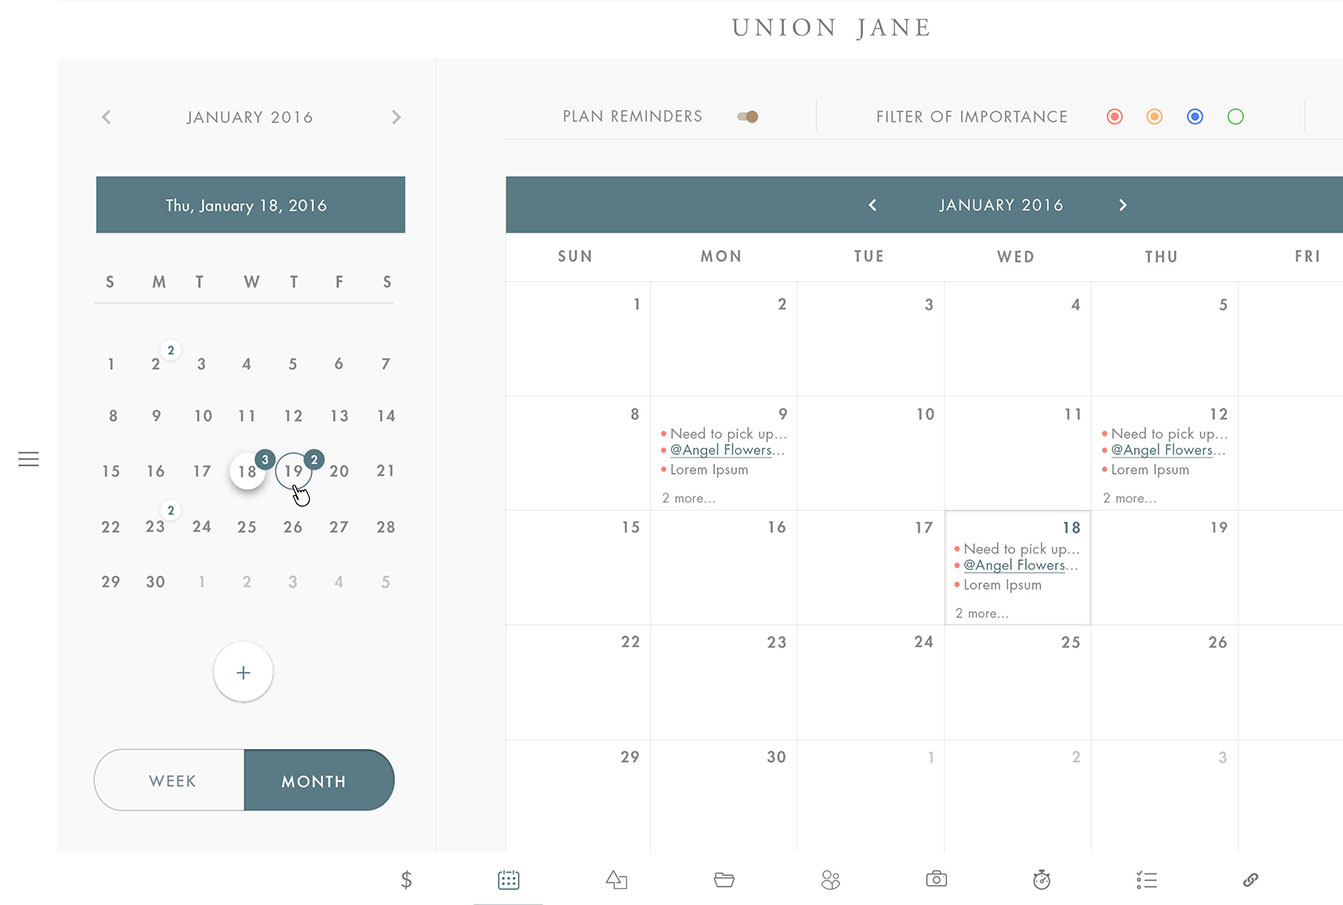 UNION JANE
JANUARY 2016
PLAN REMINDERS
FILTER OF IMPORTANCE
Thu, January 18, 2016
S M T W T F S
2
1 2 3 4 5 6 7
8 9 10 11 12 13 14
3 2
15 16 17 18 19 20 21
2
22 23 24 25 26 27 28
29 30 1 2 3 4 5
+
WEEK MONTH
JANUARY 2016
SUN MON TUE WED THU FRI
1 2 3 4 5
8 9 10 11 12
Need to pick up... Need to pick up...
@Angel Flowers... @Angel Flowers...
Lorem Ipsum Lorem Ipsum
2 more... 2 more...
15 16 17 18 19
Need to pick up...
@Angel Flowers...
Lorem Ipsum
2 more...
22 23 24 25 26
29 30 1 2 3
$